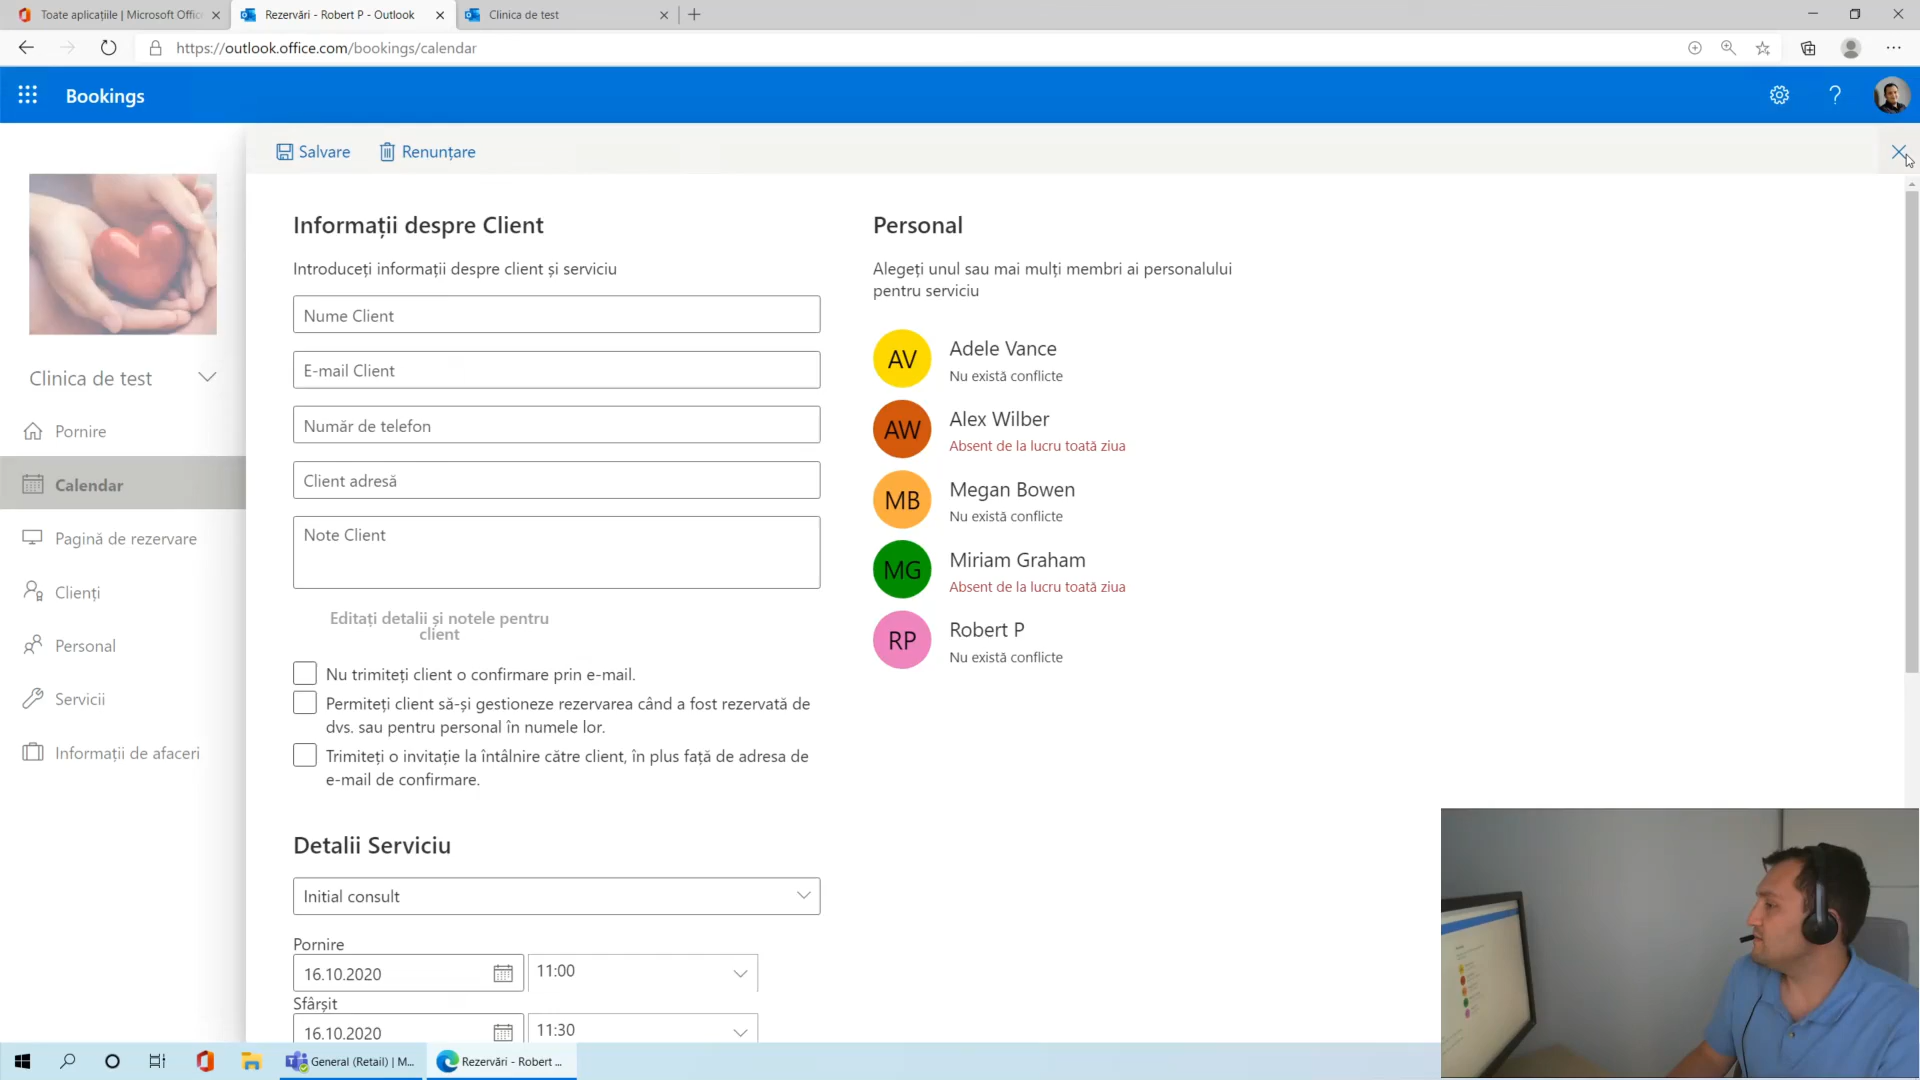 Toate aplicațiile | Microsoft Offic
Rezervări - Robert P - Outlook
Clinica de test
https://outlook.office.com/bookings/calendar
Bookings
Salvare
Renunțare
Clinica de test
Pornire
Calendar
Pagină de rezervare
Clienți
Personal
Servicii
Informații de afaceri
Informații despre Client
Introduceți informații despre client și serviciu
Nume Client
E-mail Client
Număr de telefon
Client adresă
Note Client
Editați detalii și notele pentru
client
Nu trimiteți client o confirmare prin e-mail.
Permiteți client să-și gestioneze rezervarea când a fost rezervată de
dvs. sau pentru personal în numele lor.
Trimiteți o invitație la întâlnire către client, în plus față de adresa de
e-mail de confirmare.
Detalii Serviciu
Initial consult
Pornire
16.10.2020
11:00
Sfârșit
16.10.2020
11:30
Personal
Alegeți unul sau mai mulți membri ai personalului
pentru serviciu
AV
Adele Vance
Nu există conflicte
AW
Alex Wilber
Absent de la lucru toată ziua
MB
Megan Bowen
Nu există conflicte
MG
Miriam Graham
Absent de la lucru toată ziua
RP
Robert P
Nu există conflicte
General (Retail) | M...
Rezervări - Robert ...